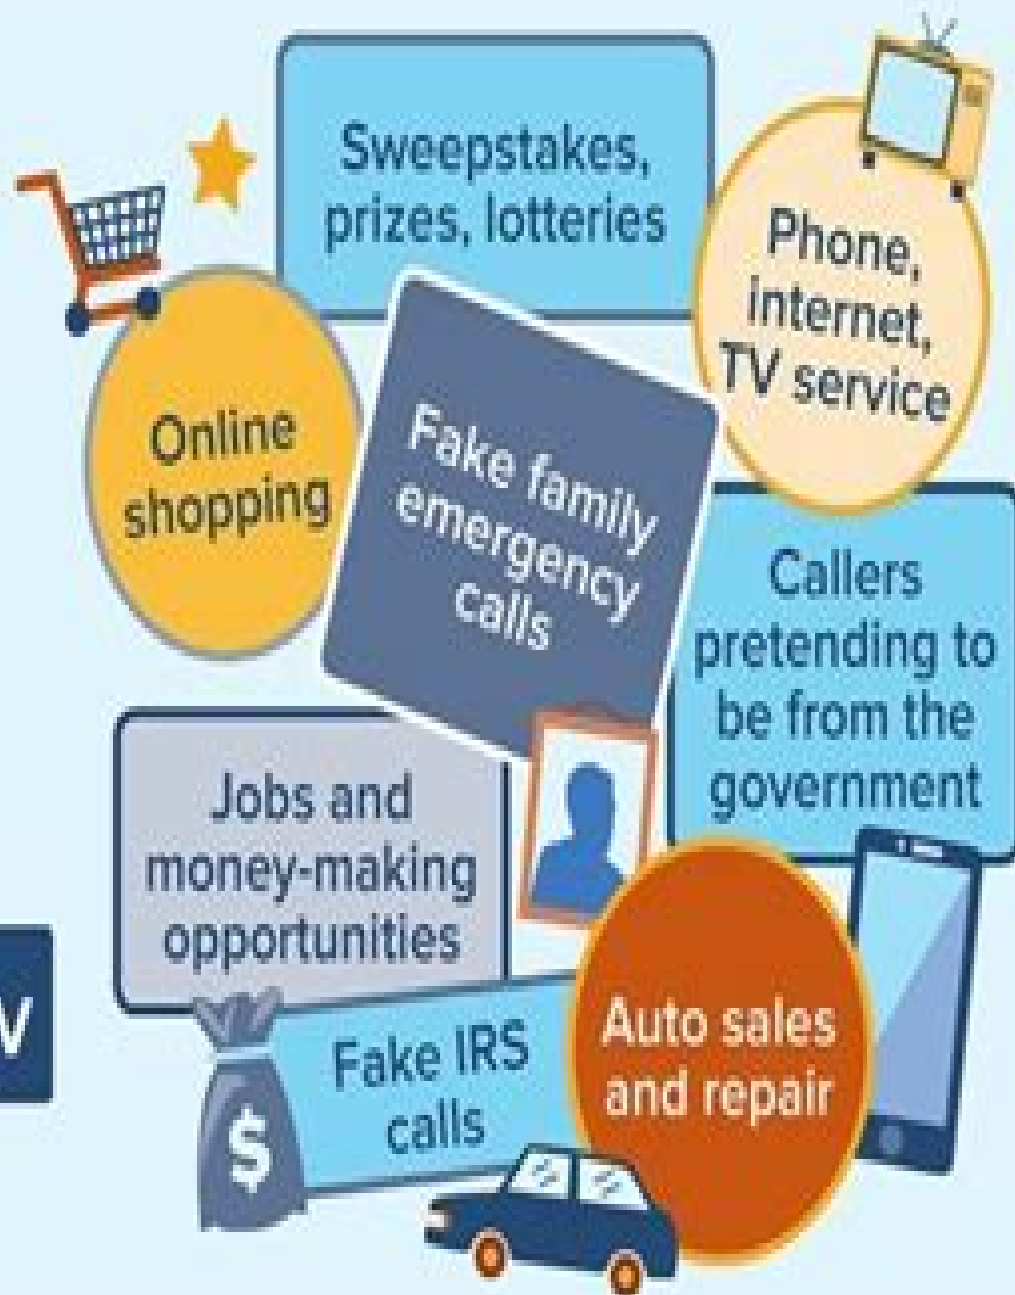 Sweepstakes,
prizes, lotteries
Phone,
internet,
TV service
Online
shopping
Fake family
emergency
calls
Callers
pretending to
be from the
government
Jobs and
money-making
opportunities
V
Fake IRS
calls
$
Auto sales
and repair